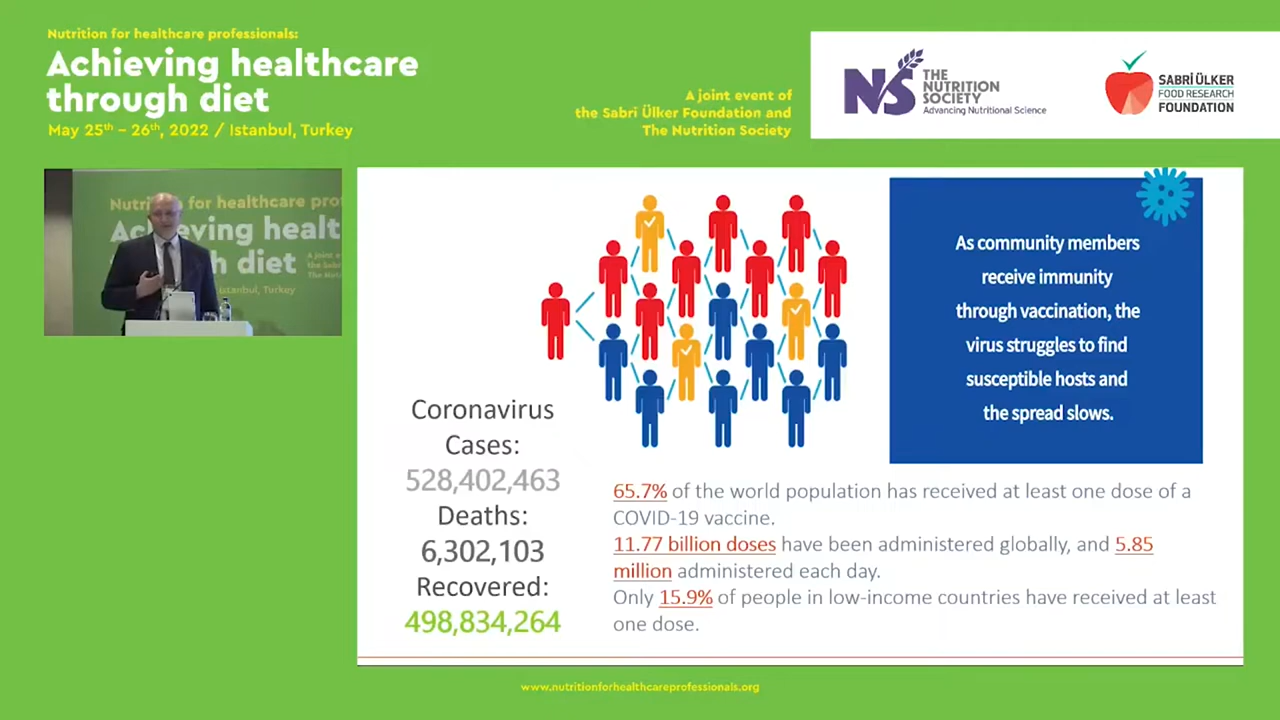 Nutrition for healthcare professionals:
Achieving healthcare
through diet
May 25th – 26th, 2022 / Istanbul, Turkey
A joint event of
the Sabri Ülker Foundation and
The Nutrition Society
NS
THE
NUTRITION
SOCIETY
Advancing Nutritional Science
SABRİ ÜLKER
FOOD RESEARCH
FOUNDATION
As community members
receive immunity
through vaccination, the
virus struggles to find
susceptible hosts and
the spread slows.
Coronavirus
Cases:
528,402,463
Deaths:
6,302,103
Recovered:
498,834,264
65.7% of the world population has received at least one dose of a
COVID-19 vaccine.
11.77 billion doses have been administered globally, and 5.85
million administered each day.
Only 15.9% of people in low-income countries have received at least
one dose.
www.nutritionforhealthcareprofessionals.org